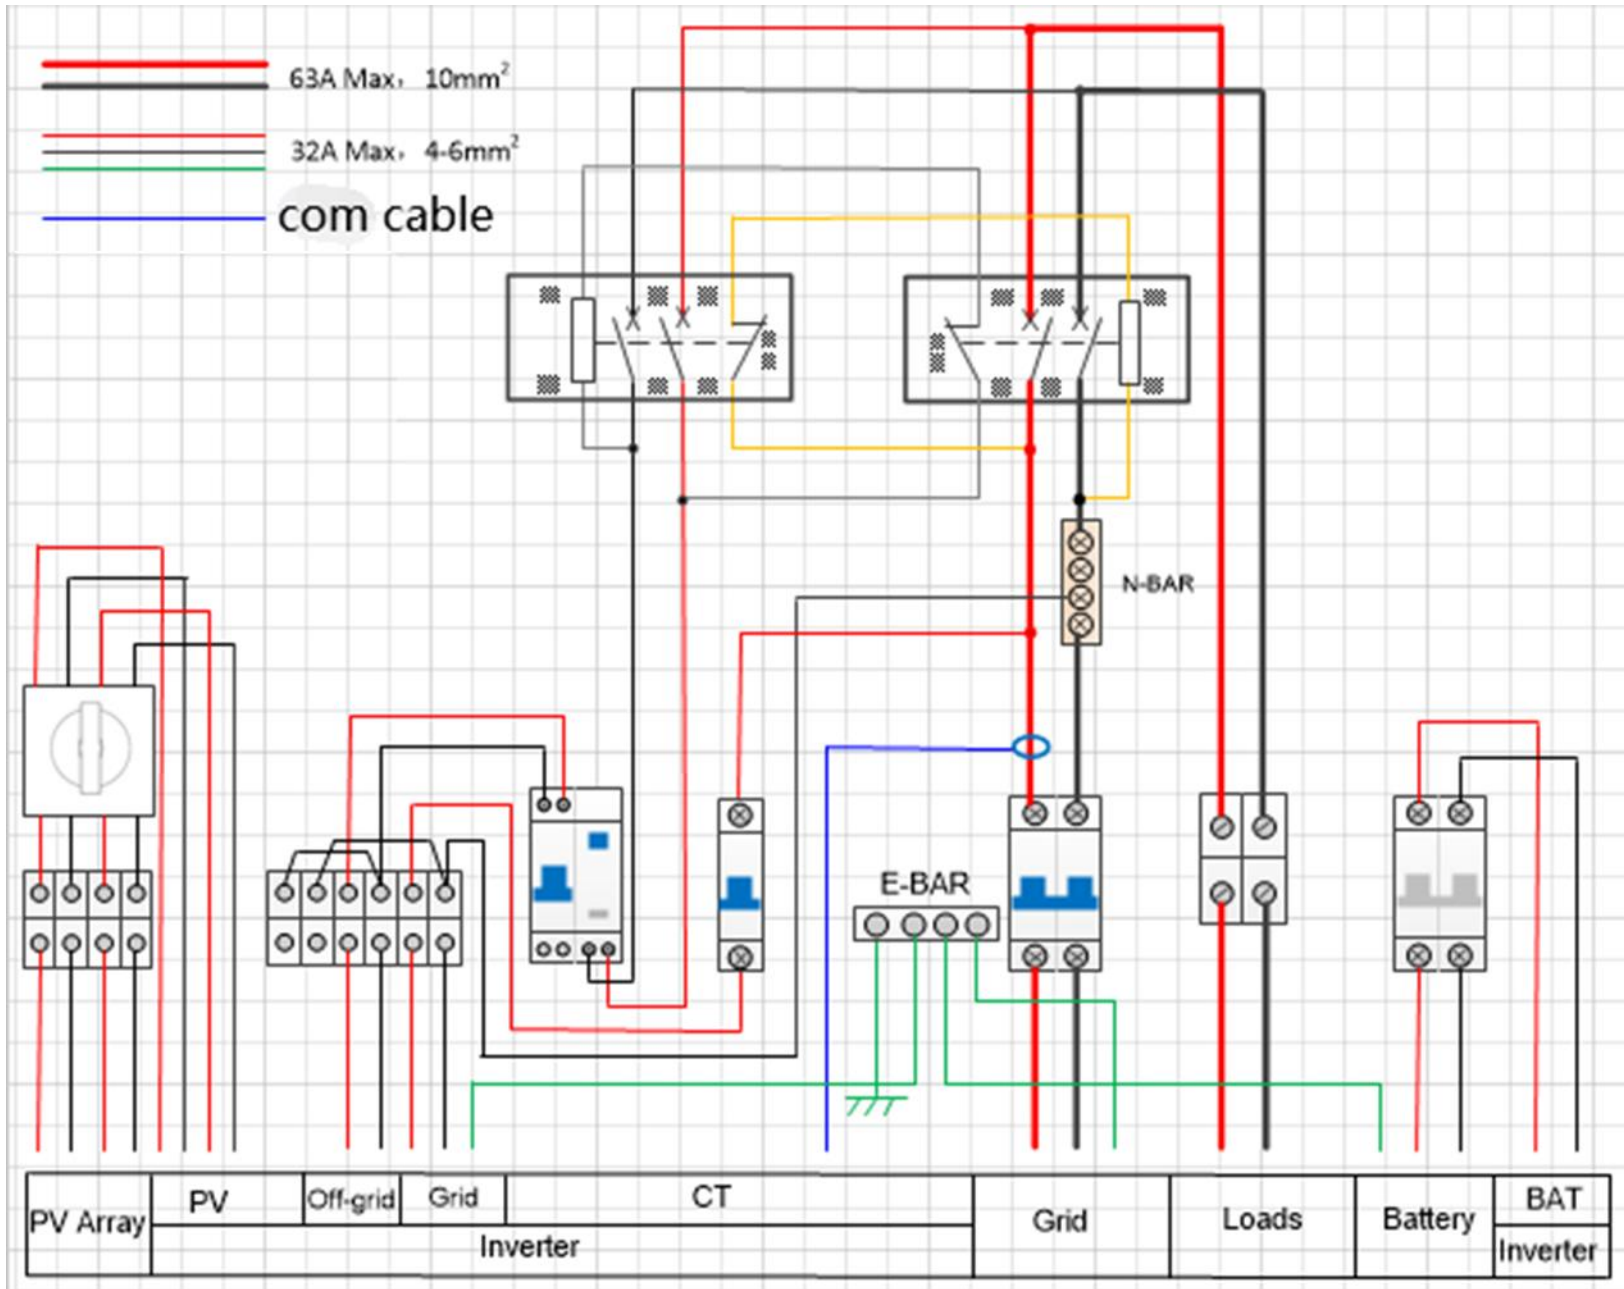 63A Max， 10mm²
32A Max， 4-6mm²
com cable
N-BAR
E-BAR
PV Array
PV
Off-grid
Grid
CT
Inverter
Grid
Loads
Battery
BAT
Inverter